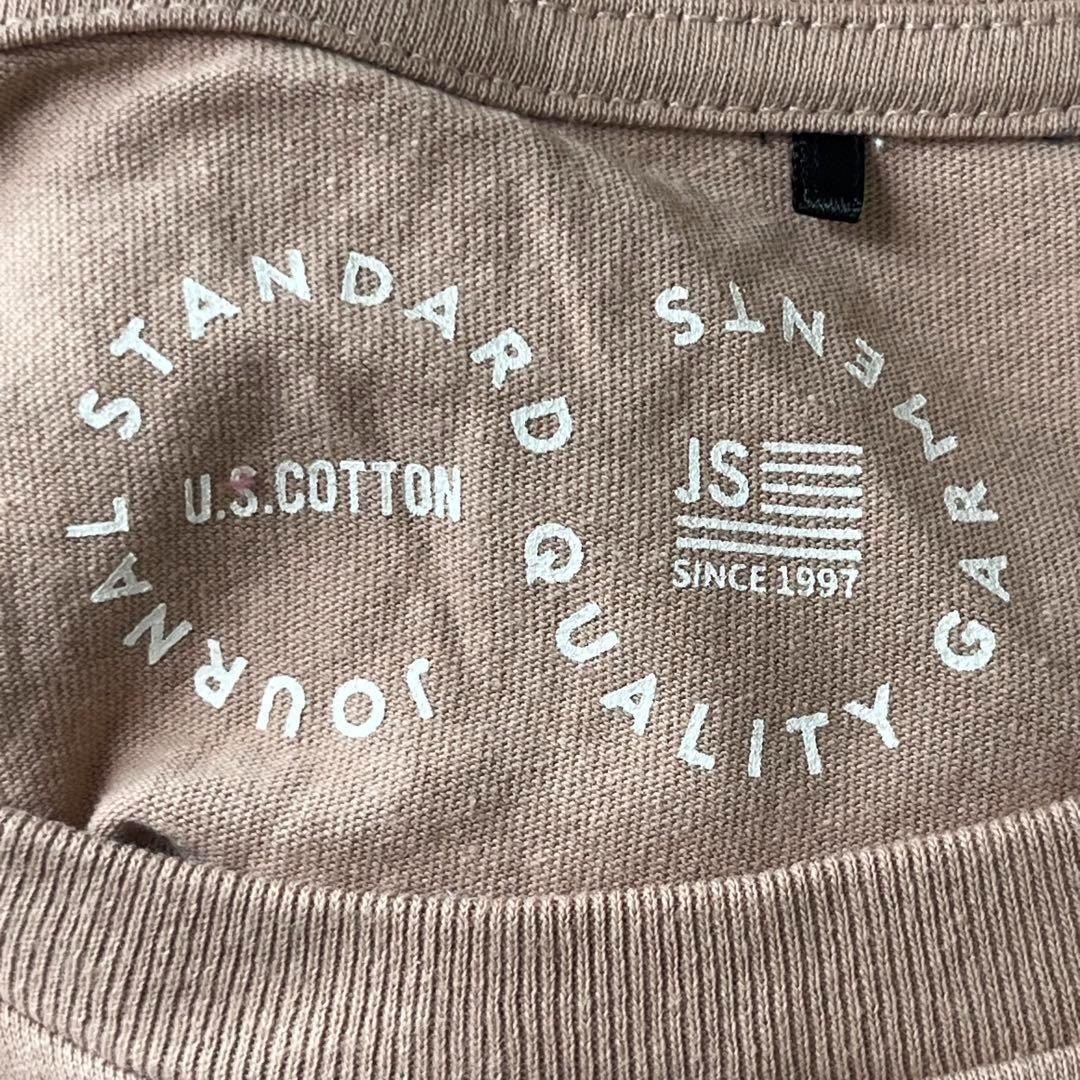 JOURNAL STANDARD QUALITY GARMENTS
U.S.COTTON
JS
SINCE 1997